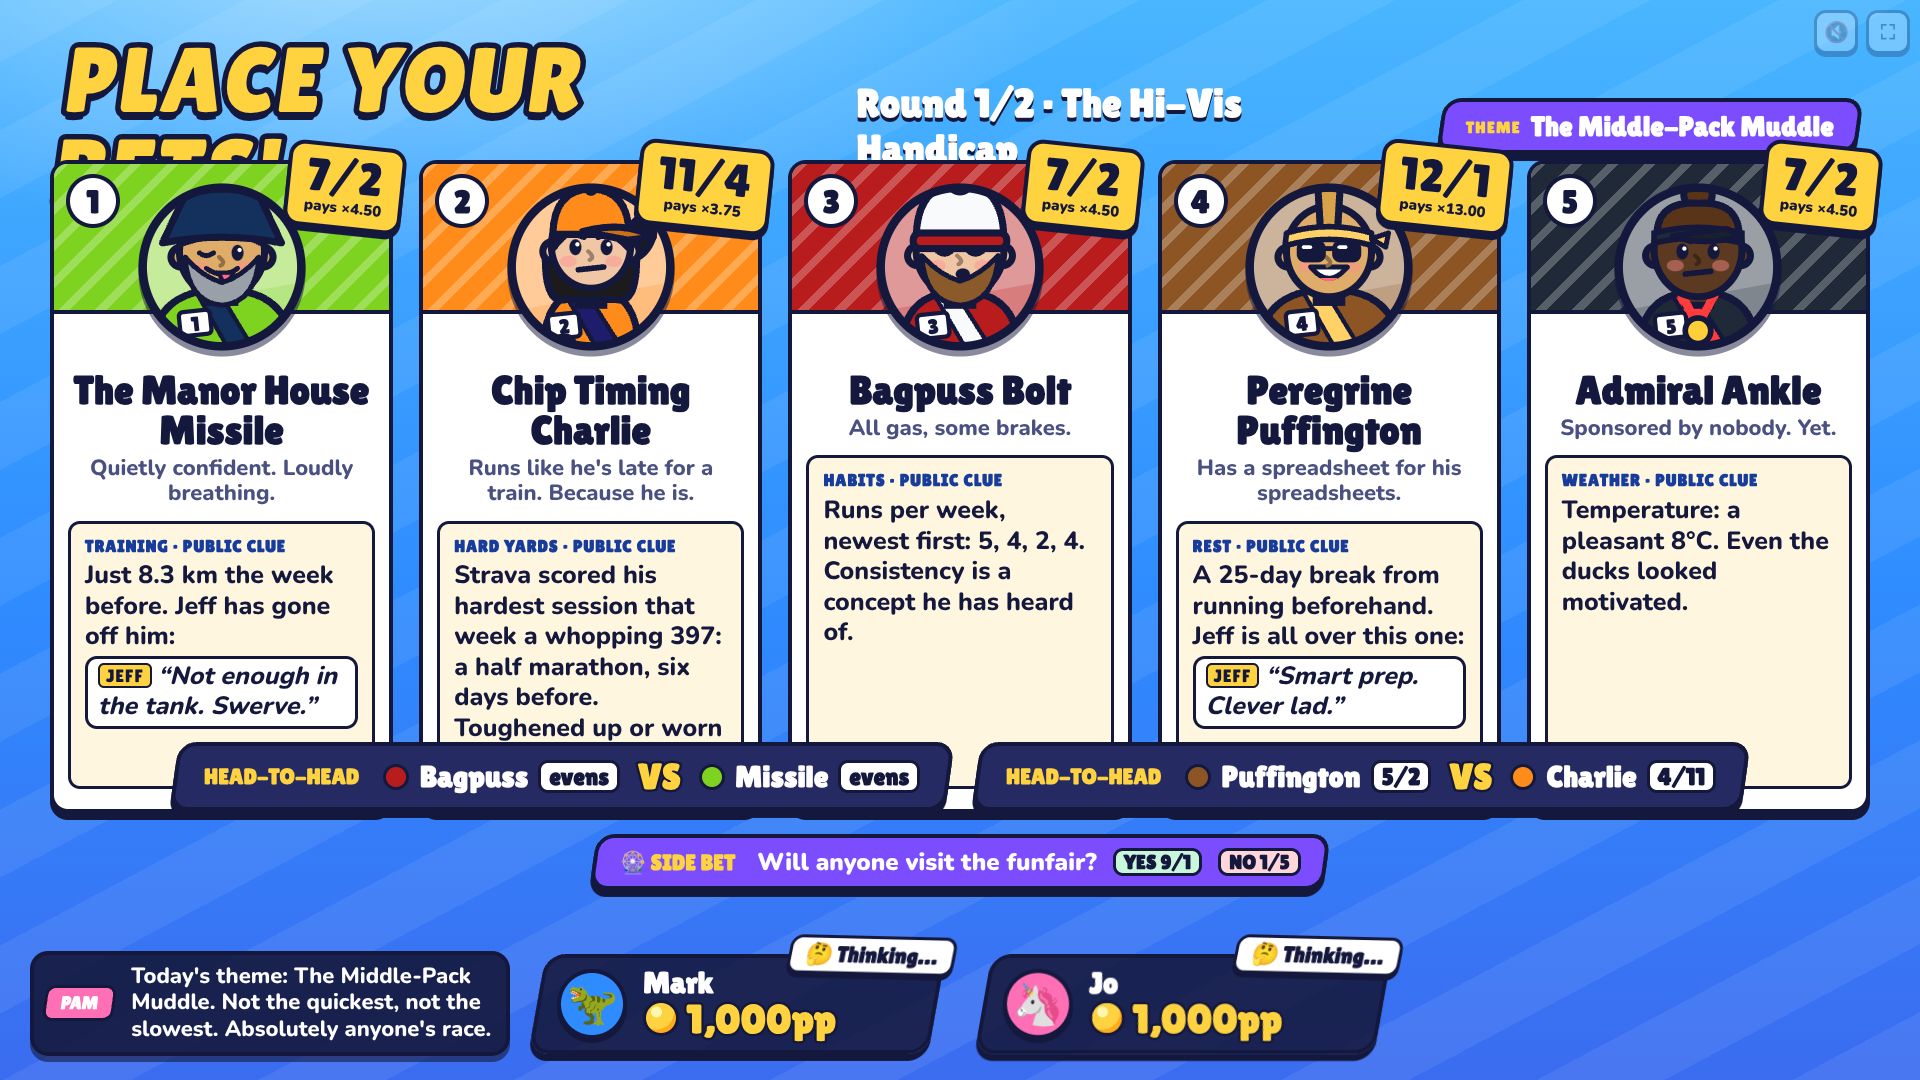 PLACE YOUR
BETS!
Round 1/2 · The Hi-Vis
Handicap
THEME The Middle-Pack Muddle
1
7/2
pays ×4.50
1
The Manor House
Missile
Quietly confident. Loudly
breathing.
TRAINING · PUBLIC CLUE
Just 8.3 km the week
before. Jeff has gone
off him:
JEFF “Not enough in
the tank. Swerve.”
2
11/4
pays ×3.75
2
Chip Timing
Charlie
Runs like he's late for a
train. Because he is.
HARD YARDS · PUBLIC CLUE
Strava scored his
hardest session that
week a whopping 397:
a half marathon, six
days before.
Toughened up or worn
3
7/2
pays ×4.50
3
Bagpuss Bolt
All gas, some brakes.
HABITS · PUBLIC CLUE
Runs per week,
newest first: 5, 4, 2, 4.
Consistency is a
concept he has heard
of.
4
12/1
pays ×13.00
4
Peregrine
Puffington
Has a spreadsheet for his
spreadsheets.
REST · PUBLIC CLUE
A 25-day break from
running beforehand.
Jeff is all over this one:
JEFF “Smart prep.
Clever lad.”
5
7/2
pays ×4.50
5
Admiral Ankle
Sponsored by nobody. Yet.
WEATHER · PUBLIC CLUE
Temperature: a
pleasant 8°C. Even the
ducks looked
motivated.
HEAD-TO-HEAD Bagpuss evens VS Missile evens
HEAD-TO-HEAD Puffington 5/2 VS Charlie 4/11
SIDE BET Will anyone visit the funfair? YES 9/1 NO 1/5
PAM
Today's theme: The Middle-Pack
Muddle. Not the quickest, not the
slowest. Absolutely anyone's race.
Thinking...
Mark
1,000pp
Thinking...
Jo
1,000pp